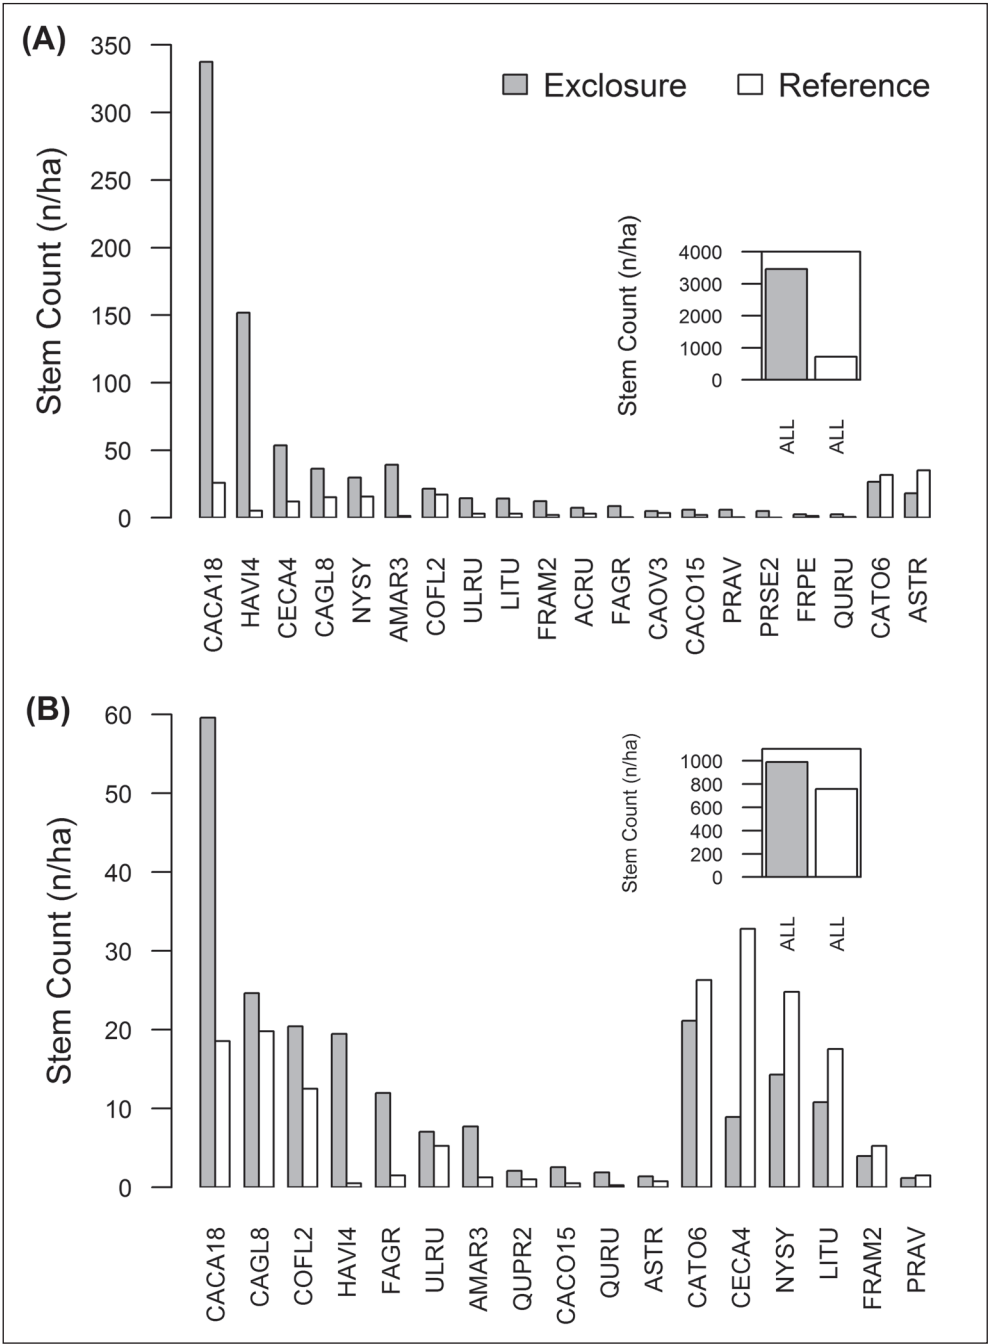 (A)
Exclosure
Reference
Stem Count (n/ha)
350
300
250
200
150
100
50
0
Stem Count (n/ha)
4000
3000
2000
1000
0
ALL
ALL
CACA18
HAVI4
CECA4
CAGL8
NYSY
AMAR3
COFL2
ULRU
LITU
FRAM2
ACRU
FAGR
CAOV3
CACO15
PRAV
PRSE2
FRPE
QURU
CATO6
ASTR
(B)
Stem Count (n/ha)
60
50
40
30
20
10
0
Stem Count (n/ha)
1000
800
600
400
200
0
ALL
ALL
CACA18
CAGL8
COFL2
HAVI4
FAGR
ULRU
AMAR3
QUPR2
CACO15
QURU
ASTR
CATO6
CECA4
NYSY
LITU
FRAM2
PRAV